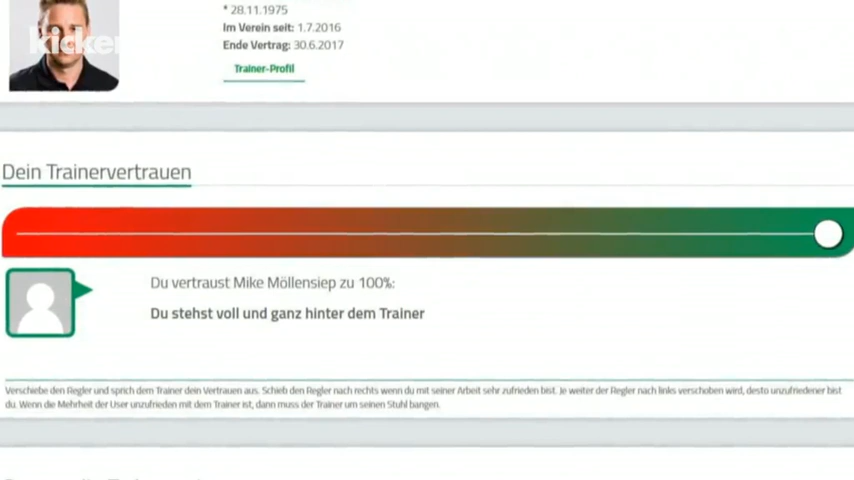 kicker
* 28.11.1975
Im Verein seit: 1.7.2016
Ende Vertrag: 30.6.2017
Trainer-Profil
Dein Trainervertrauen
Du vertraust Mike Möllensiep zu 100%:
Du stehst voll und ganz hinter dem Trainer
Verschiebe den Regler und sprich dem Trainer dein Vertrauen aus. Schieb den Regler nach rechts wenn du mit seiner Arbeit sehr zufrieden bist. Je weiter der Regler nach links verschoben wird, desto unzufriedener bist
du. Wenn die Mehrheit der User unzufrieden mit dem Trainer ist, dann muss der Trainer um seinen Stuhl bangen.